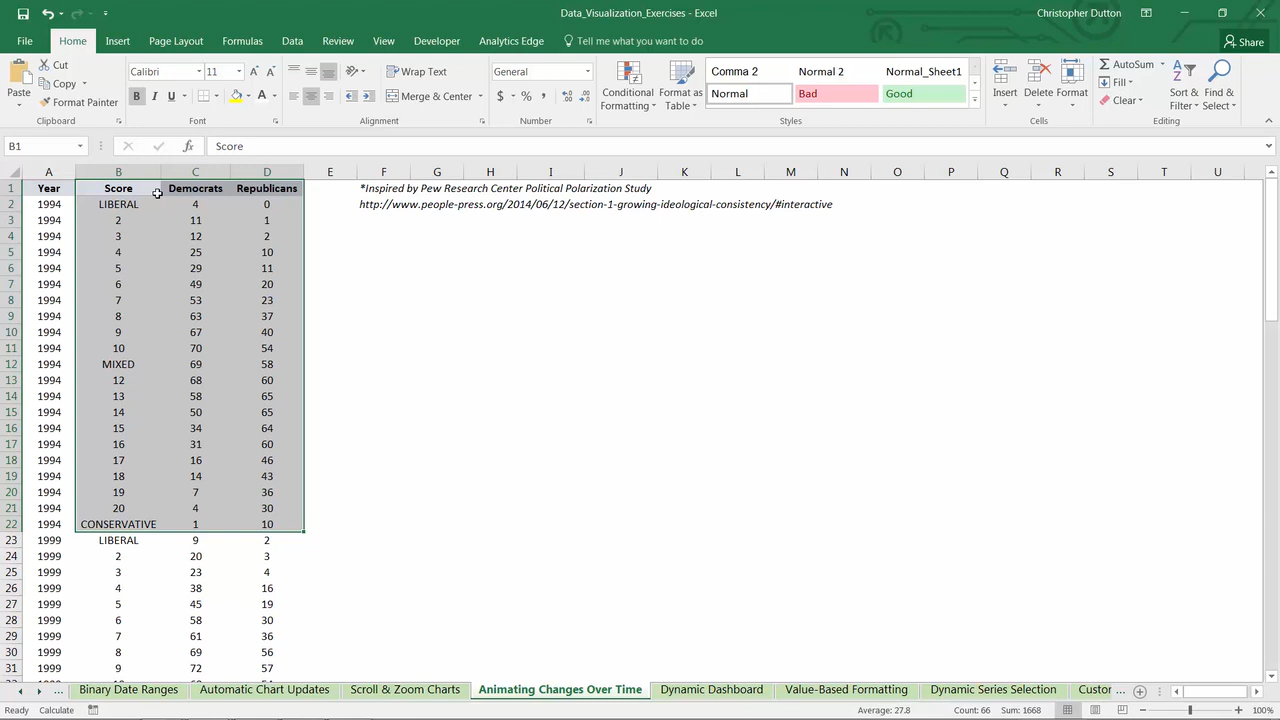 Data_Visualization_Exercises - Excel
Christopher Dutton
File Home Insert Page Layout Formulas Data Review View Developer Analytics Edge Tell me what you want to do Share
Paste
Cut
Copy
Format Painter
Clipboard
Calibri 11
B I U
Font
Wrap Text
Merge & Center
Alignment
General
$ % ,
Number
Conditional Formatting
Format as Table
Comma 2 Normal 2 Normal_Sheet1
Normal Bad Good
Styles
Insert Delete Format
Cells
AutoSum
Fill
Clear
Sort & Filter
Find & Select
Editing
B1 fx Score
A B C D E F G H I J K L M N O P Q R S T U
1 Year Score Democrats Republicans *Inspired by Pew Research Center Political Polarization Study
2 1994 LIBERAL 4 0 http://www.people-press.org/2014/06/12/section-1-growing-ideological-consistency/#interactive
3 1994 2 11 1
4 1994 3 12 2
5 1994 4 25 10
6 1994 5 29 11
7 1994 6 49 20
8 1994 7 53 23
9 1994 8 63 37
10 1994 9 67 40
11 1994 10 70 54
12 1994 MIXED 69 58
13 1994 12 68 60
14 1994 13 58 65
15 1994 14 50 65
16 1994 15 34 64
17 1994 16 31 60
18 1994 17 16 46
19 1994 18 14 43
20 1994 19 7 36
21 1994 20 4 30
22 1994 CONSERVATIVE 1 10
23 1999 LIBERAL 9 2
24 1999 2 20 3
25 1999 3 23 4
26 1999 4 38 16
27 1999 5 45 19
28 1999 6 58 30
29 1999 7 61 36
30 1999 8 69 56
31 1999 9 72 57
... Binary Date Ranges Automatic Chart Updates Scroll & Zoom Charts Animating Changes Over Time Dynamic Dashboard Value-Based Formatting Dynamic Series Selection Custor ...
Ready Calculate Average: 27.8 Count: 66 Sum: 1668 100%